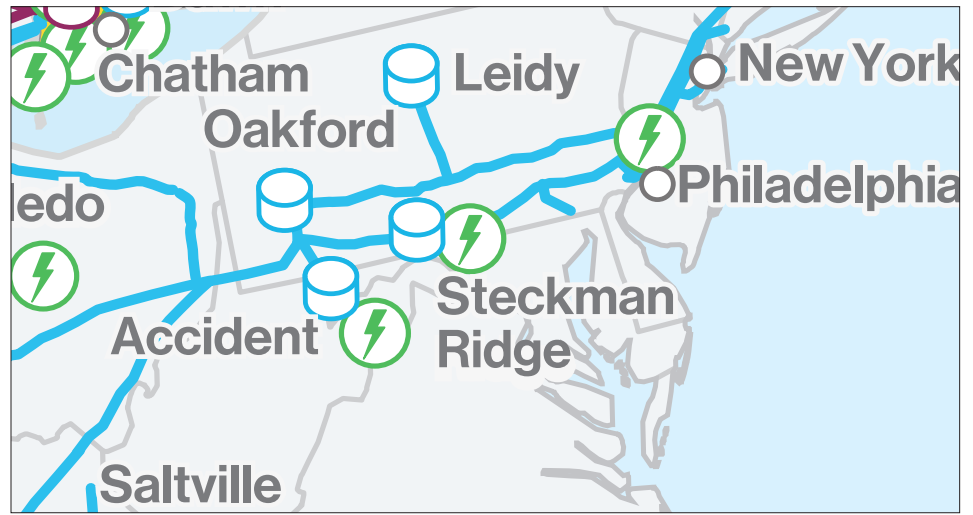 Chatham
Leidy
New York
Oakford
Philadelphia
ledo
Steckman
Ridge
Accident
Saltville